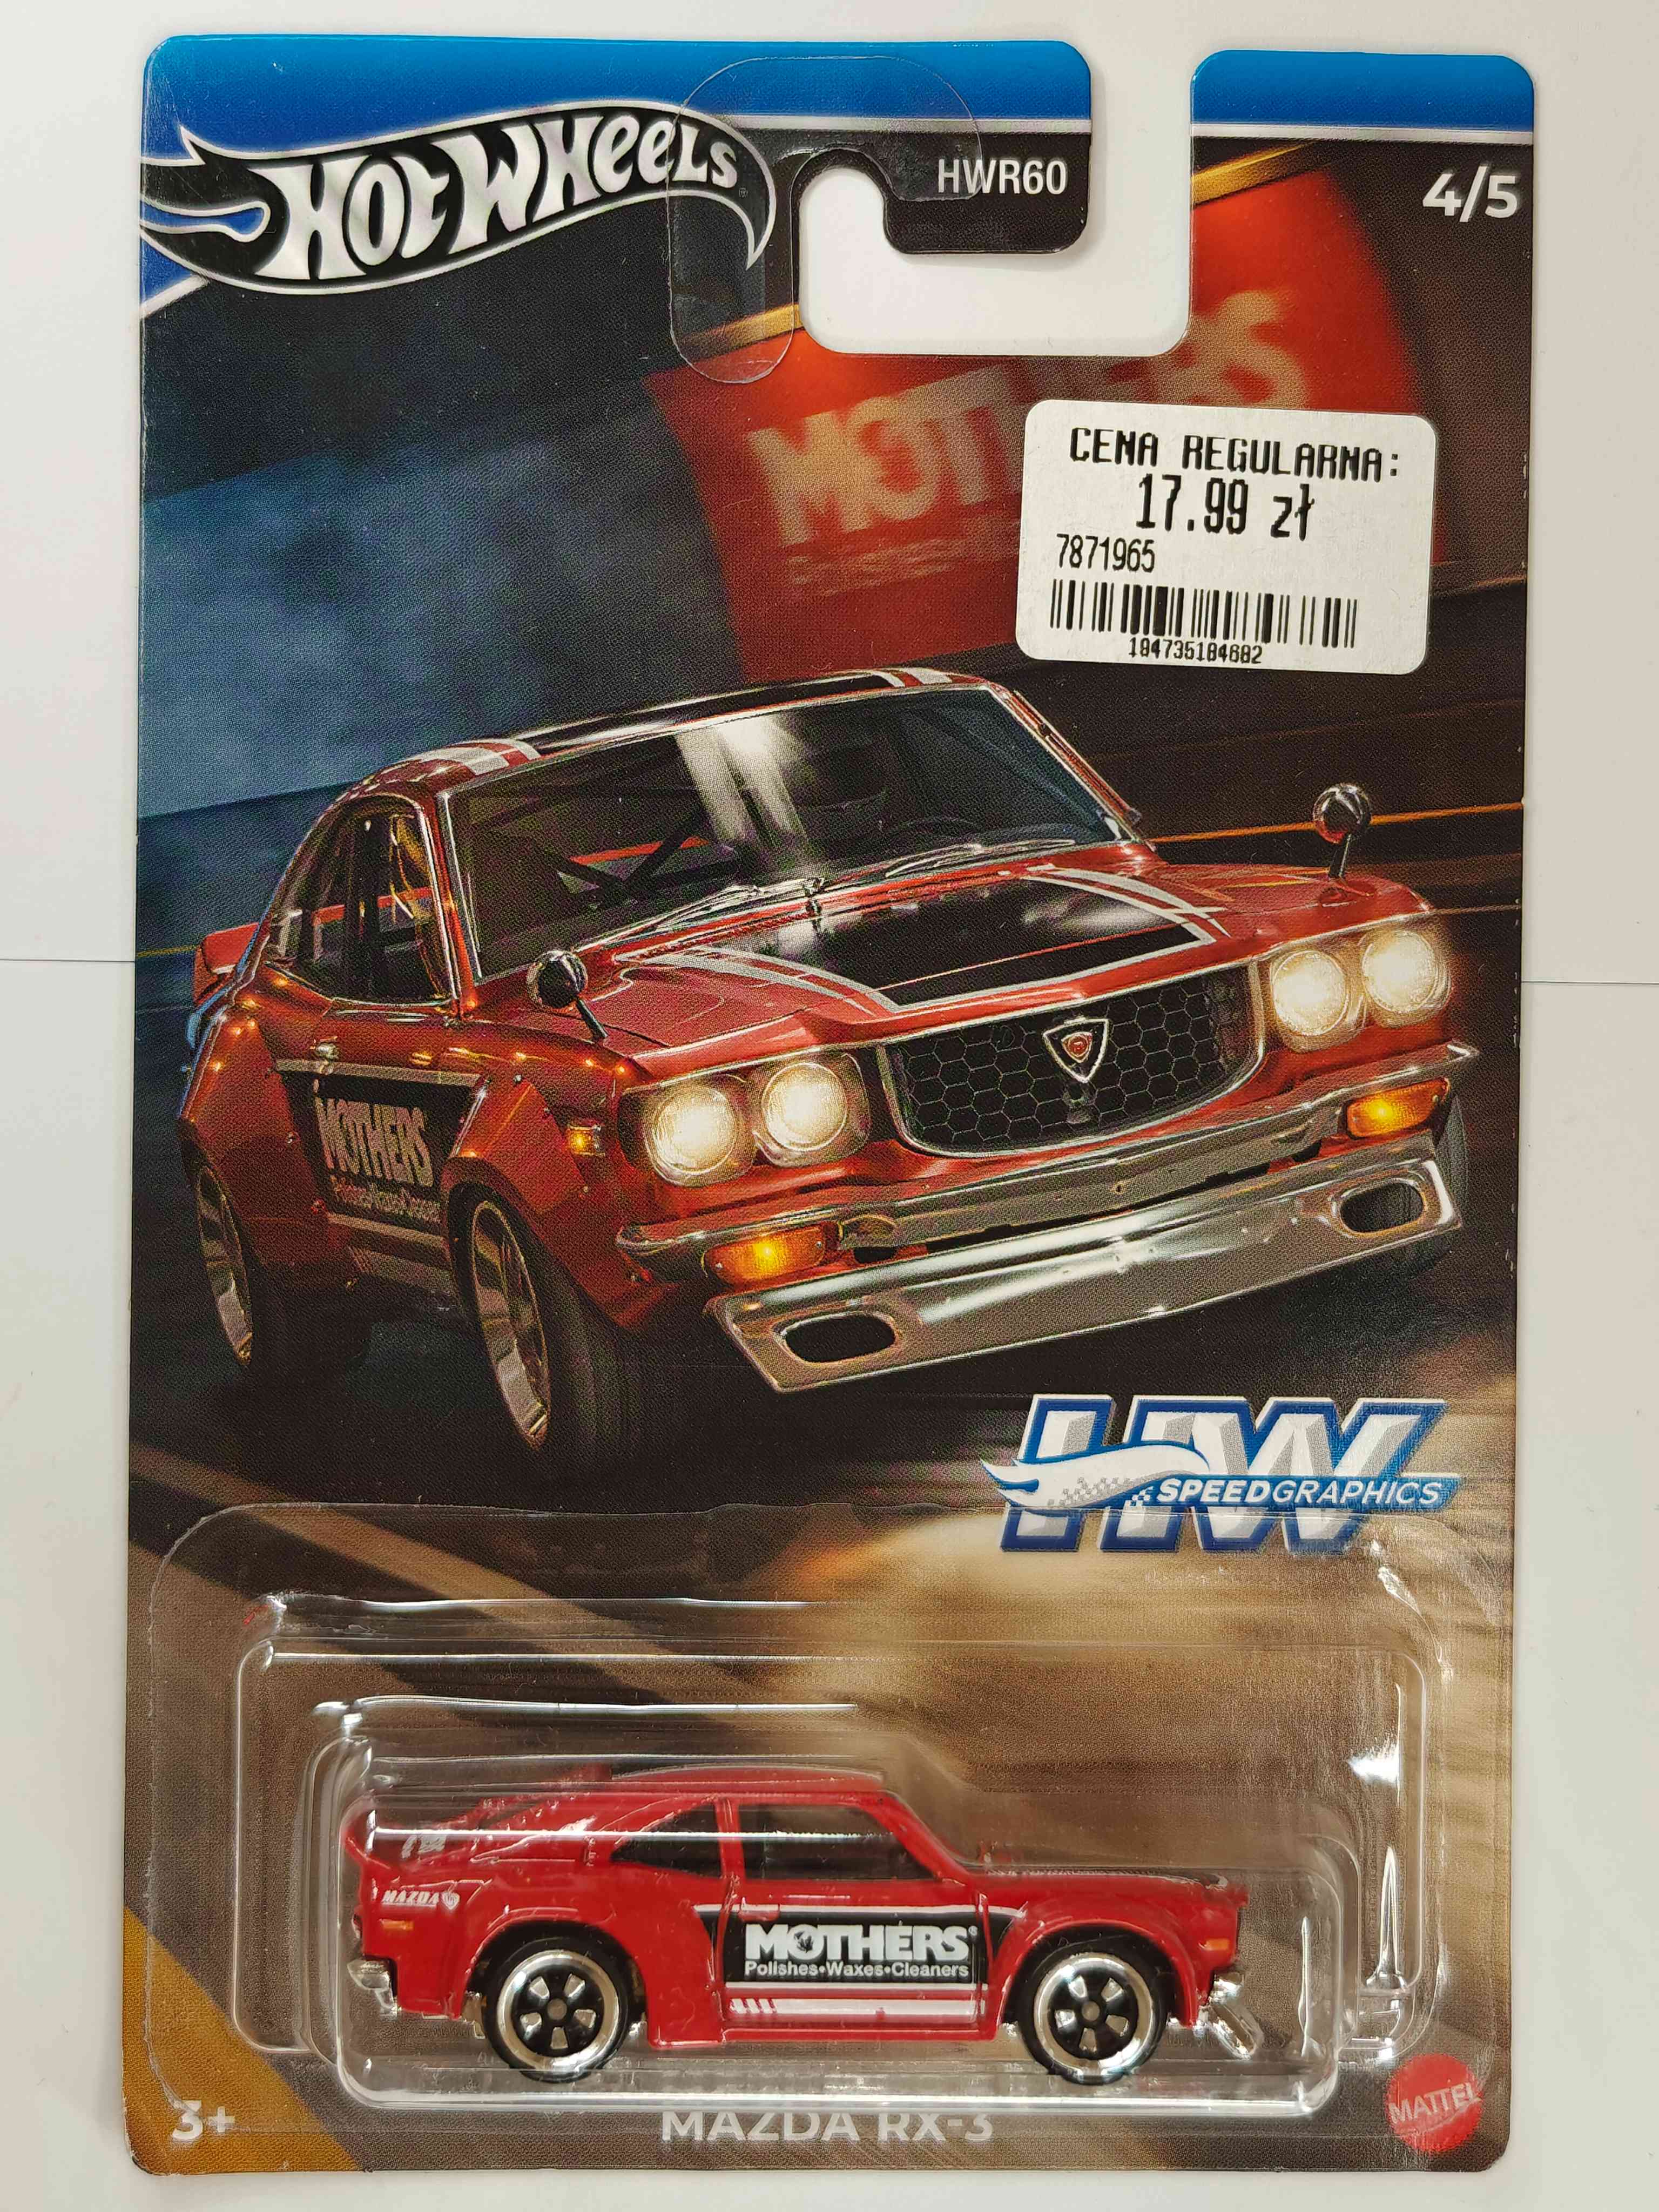 HOT WHEELS
HWR60
4/5
MOTHERS
CENA REGULARNA:
17.99 zł
7871965
184735184682
MOTHERS
Polishes•Waxes•Cleaners
HW
SPEEDGRAPHICS
MAZDA
MOTHERS®
Polishes•Waxes•Cleaners
3+
MAZDA RX-3
MATTEL